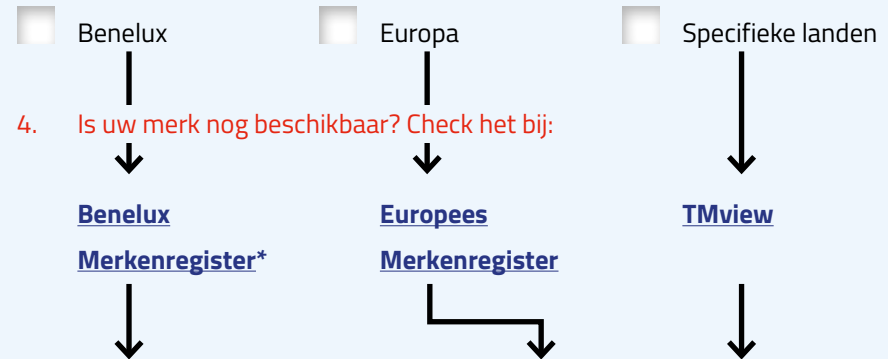 Benelux
Europa
Specifieke landen
4. Is uw merk nog beschikbaar? Check het bij:
Benelux
Merkenregister*
Europees
Merkenregister
TMview